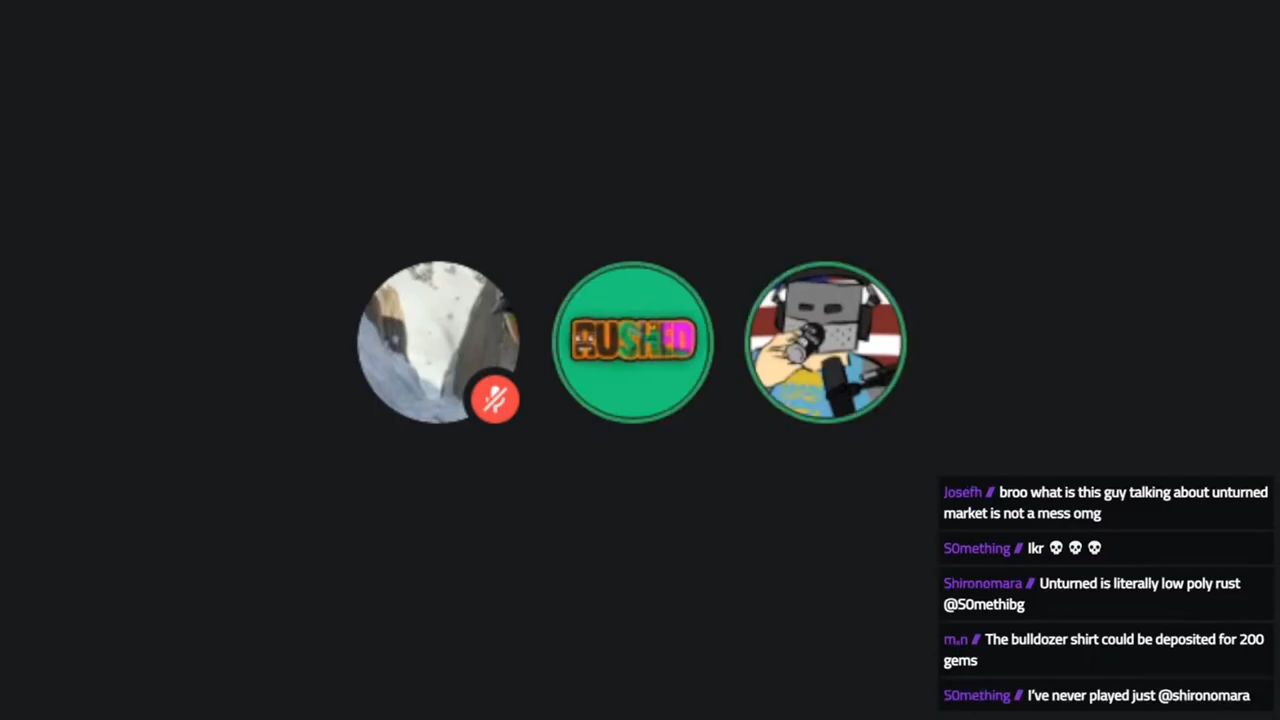 RUSHED
Josefh // broo what is this guy talking about unturned
market is not a mess omg
S0mething // Ikr 💀 💀 💀
Shironomara // Unturned is literally low poly rust
@S0methibg
m,n // The bulldozer shirt could be deposited for 200
gems
S0mething // I've never played just @shironomara